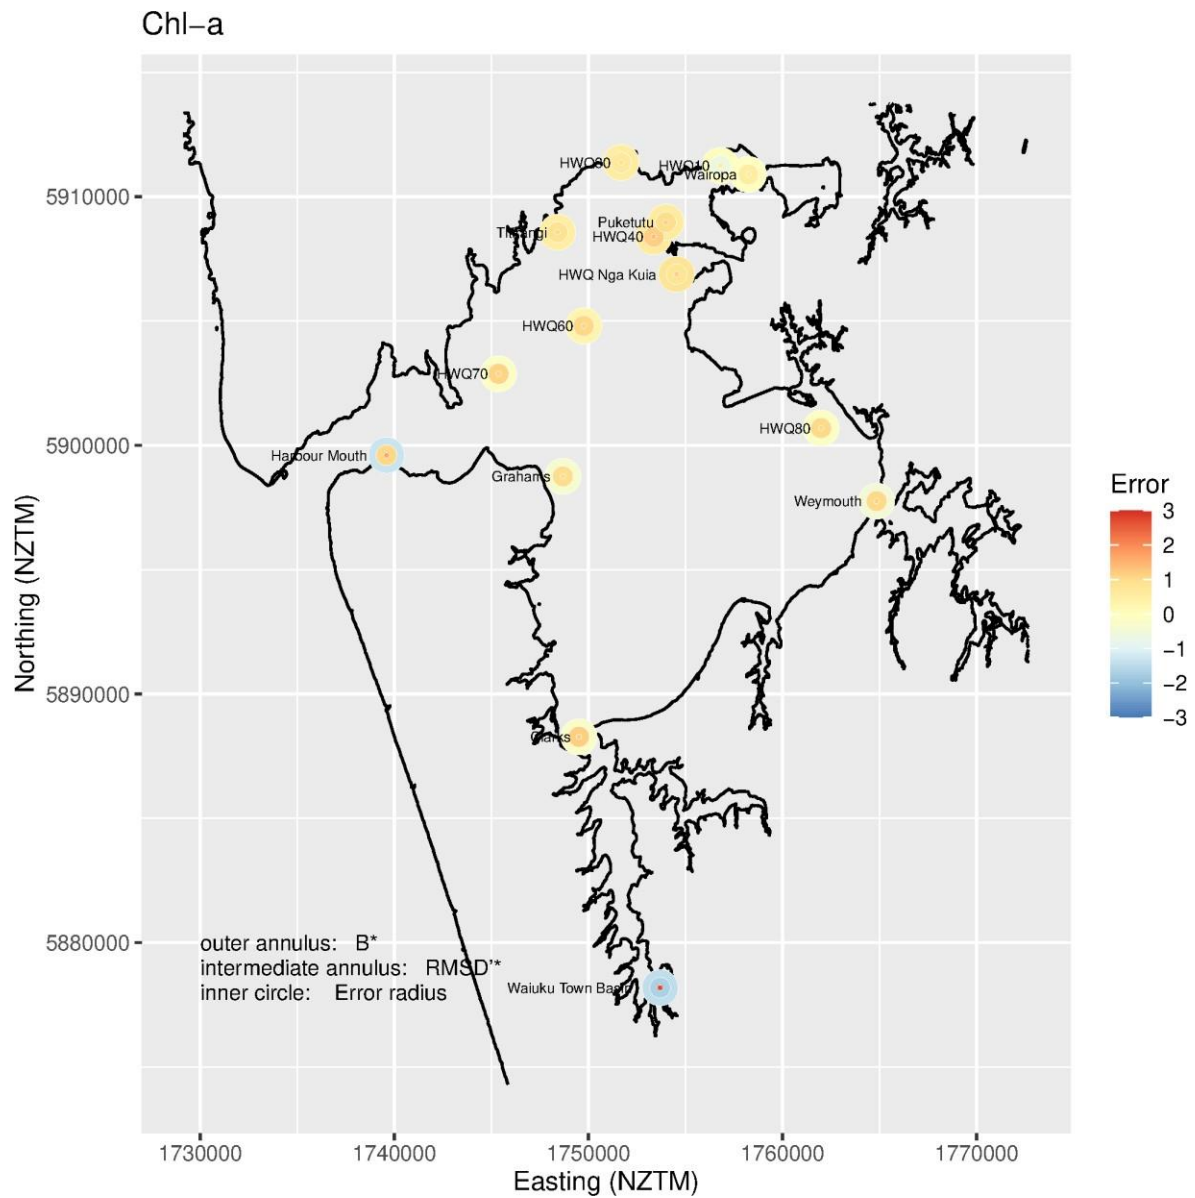 Chl−a
5910000
5900000
5890000
5880000
Northing (NZTM)
HWQ10
Wairopa
Puketutu
HWQ40
HWQ Nga Kuia
HWQ60
HWQ70
HWQ80
Harbour Mouth
Grahams
Weymouth
Clarks
outer annulus: B*
intermediate annulus: RMSD'*
inner circle: Error radius
Waiuku Town Basin
Error
3
2
1
0
−1
−2
−3
1730000
1740000
1750000
1760000
1770000
Easting (NZTM)